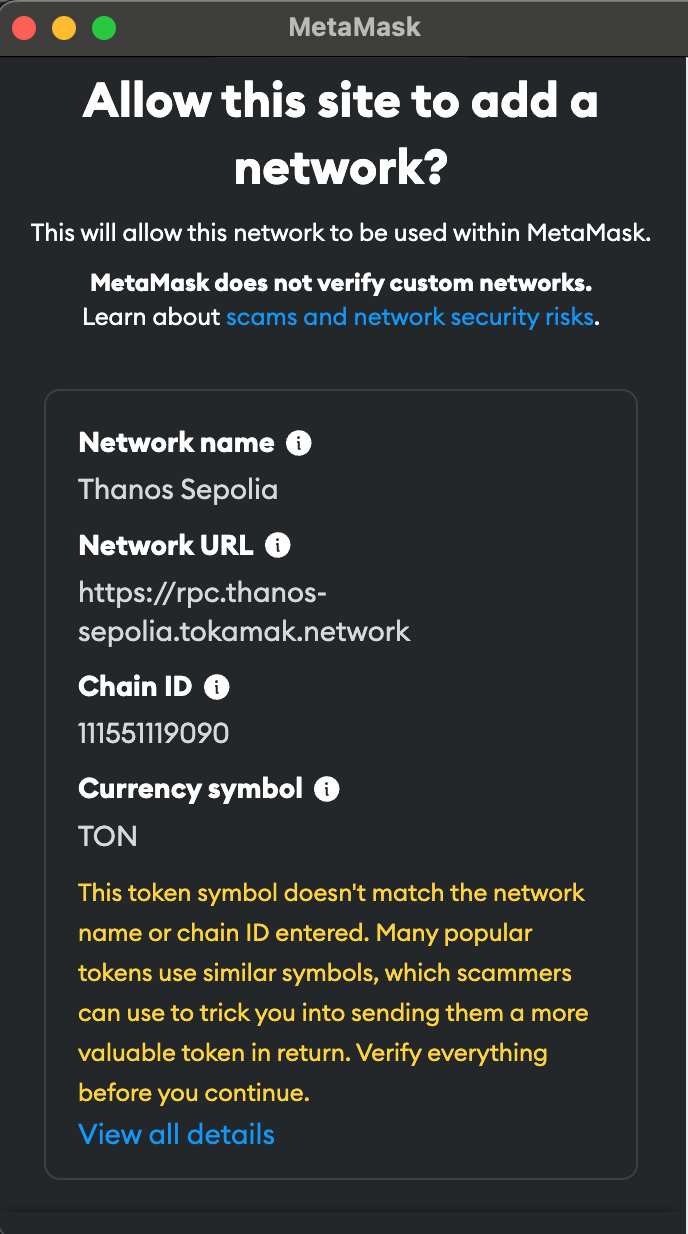 MetaMask
Allow this site to add a
network?
This will allow this network to be used within MetaMask.
MetaMask does not verify custom networks.
Learn about scams and network security risks.
Network name
Thanos Sepolia
Network URL
https://rpc.thanos-
sepolia.tokamak.network
Chain ID
111551119090
Currency symbol
TON
This token symbol doesn't match the network
name or chain ID entered. Many popular
tokens use similar symbols, which scammers
can use to trick you into sending them a more
valuable token in return. Verify everything
before you continue.
View all details